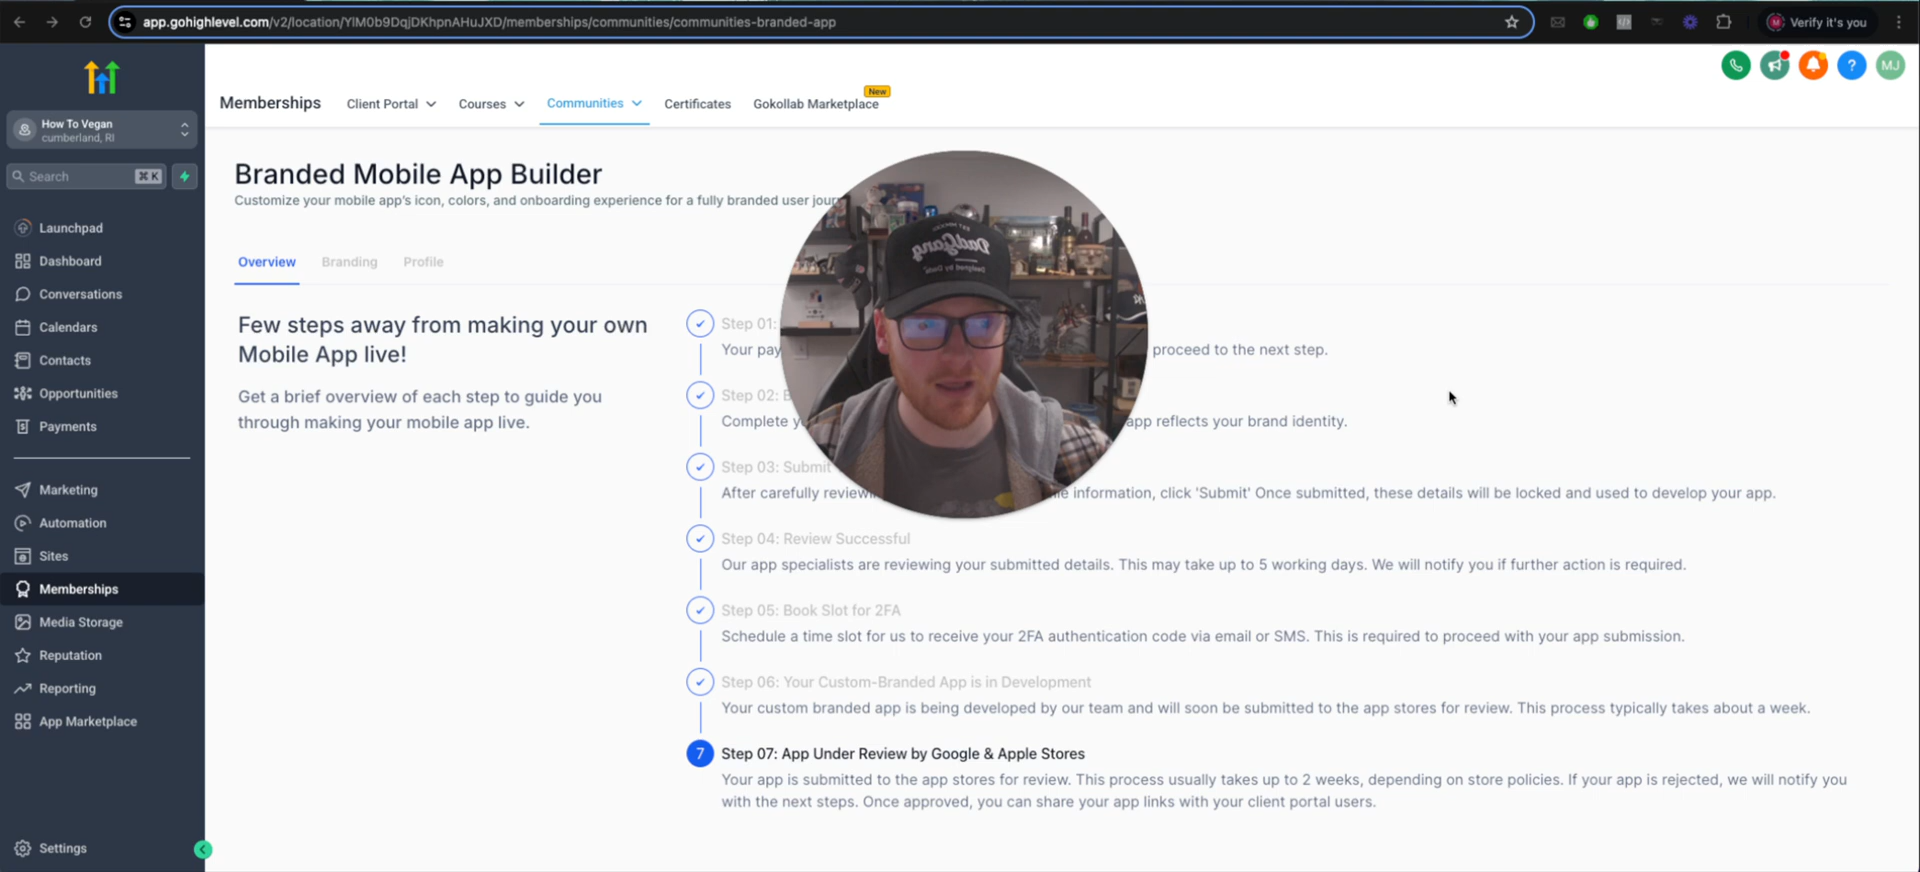 app.gohighlevel.com/v2/location/YlM0b9DqjDKhpnAHuJXD/memberships/communities/communities-branded-app
Verify it's you
How To Vegan
cumberland, RI
Search
⌘ K
Launchpad
Dashboard
Conversations
Calendars
Contacts
Opportunities
Payments
Marketing
Automation
Sites
Memberships
Media Storage
Reputation
Reporting
App Marketplace
Settings
MJ
Memberships
Client Portal
Courses
Communities
Certificates
Gokollab Marketplace
New
Branded Mobile App Builder
Customize your mobile app's icon, colors, and onboarding experience for a fully branded user jour
Overview
Branding
Profile
Few steps away from making your own
Mobile App live!
Get a brief overview of each step to guide you
through making your mobile app live.
Step 01:
Your pay proceed to the next step.
Step 02: B
Complete y app reflects your brand identity.
Step 03: Submit
After carefully reviewi e information, click 'Submit' Once submitted, these details will be locked and used to develop your app.
Step 04: Review Successful
Our app specialists are reviewing your submitted details. This may take up to 5 working days. We will notify you if further action is required.
Step 05: Book Slot for 2FA
Schedule a time slot for us to receive your 2FA authentication code via email or SMS. This is required to proceed with your app submission.
Step 06: Your Custom-Branded App is in Development
Your custom branded app is being developed by our team and will soon be submitted to the app stores for review. This process typically takes about a week.
7
Step 07: App Under Review by Google & Apple Stores
Your app is submitted to the app stores for review. This process usually takes up to 2 weeks, depending on store policies. If your app is rejected, we will notify you
with the next steps. Once approved, you can share your app links with your client portal users.
DadGang